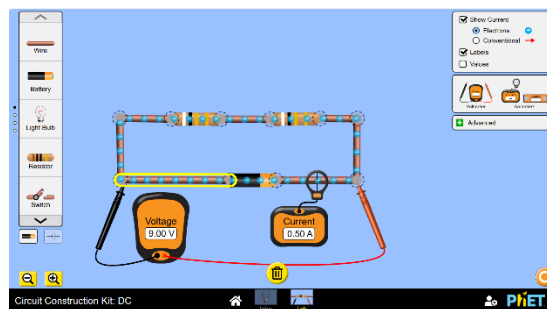 Wire
Battery
Light Bulb
Resistor
Switch
Show Current
Electrons
Conventional
Labels
Values
Voltmeter
Advanced
Voltage
9.00 V
Current
0.50 A
Circuit Construction Kit: DC
Lab
PhET